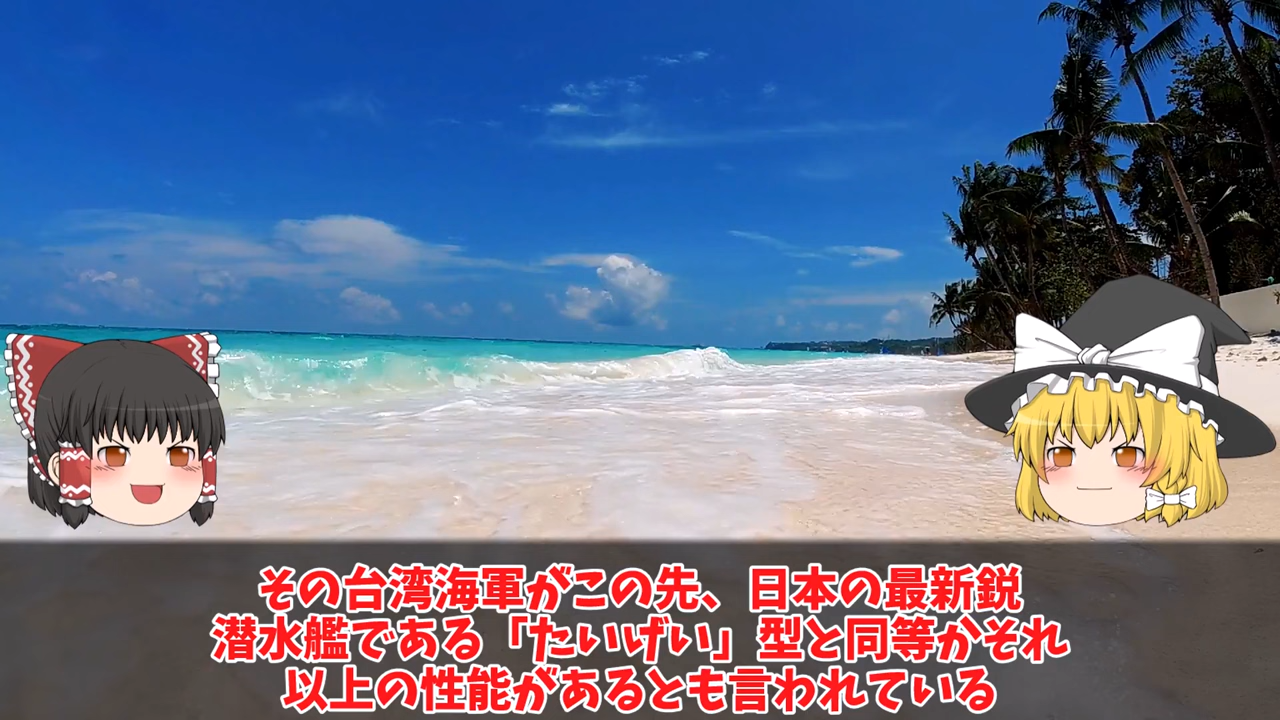 その台湾海軍がこの先、日本の最新鋭
潜水艦である「たいげい」型と同等かそれ
以上の性能があるとも言われている